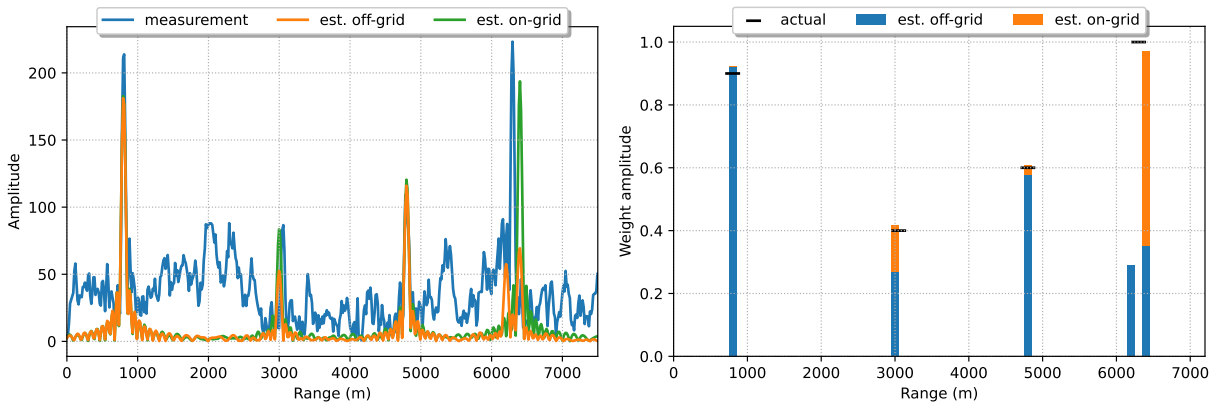 measurement est. off-grid est. on-grid
Amplitude
200
150
100
50
0
0 1000 2000 3000 4000 5000 6000 7000
Range (m)
actual est. off-grid est. on-grid
Weight amplitude
1.0
0.8
0.6
0.4
0.2
0.0
0 1000 2000 3000 4000 5000 6000 7000
Range (m)